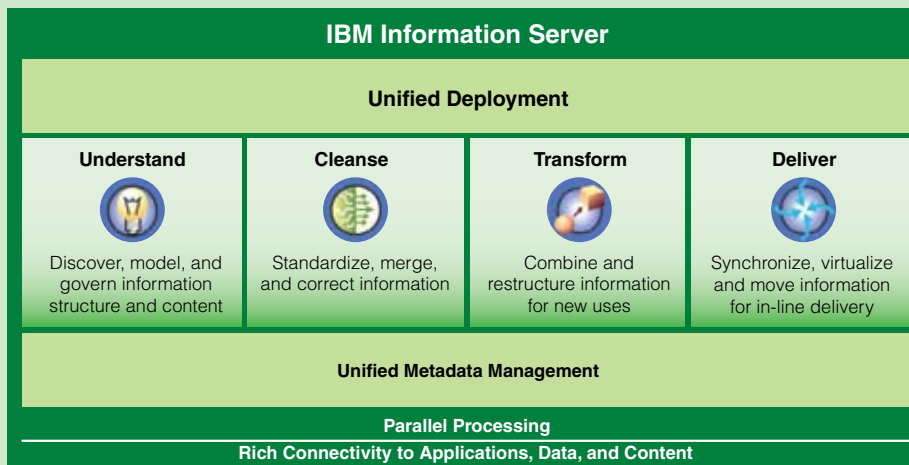 IBM Information Server
Unified Deployment
Understand
Discover, model, and
govern information
structure and content
Cleanse
Standardize, merge,
and correct information
Transform
Combine and
restructure information
for new uses
Deliver
Synchronize, virtualize
and move information
for in-line delivery
Unified Metadata Management
Parallel Processing
Rich Connectivity to Applications, Data, and Content